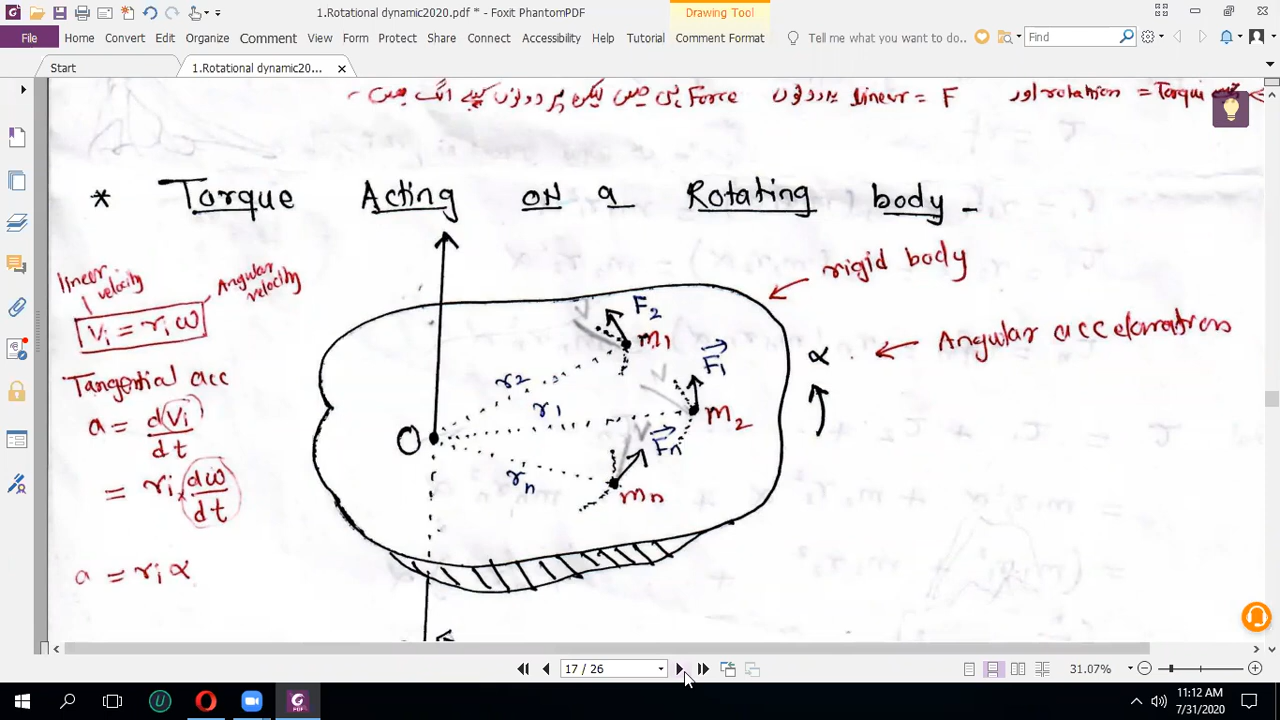 1.Rotational dynamic2020.pdf * - Foxit PhantomPDF
Drawing Tool
File Home Convert Edit Organize Comment View Form Protect Share Connect Accessibility Help Tutorial Comment Format Tell me what you want to do.. Find
Start 1.Rotational dynamic20...
Force linear = F اور rotation = Torque
* Torque Acting on a Rotating body -
linear velocity
Angular velocity
Vi = ri ω
rigid body
F2
m1
Angular acceleration
α
Tangential acc
a = dVi/dt
= ri × dω/dt
a = ri α
r2
F1
r1
m2
O
Fn
rn
mn
17 / 26
31.07%
11:12 AM
7/31/2020